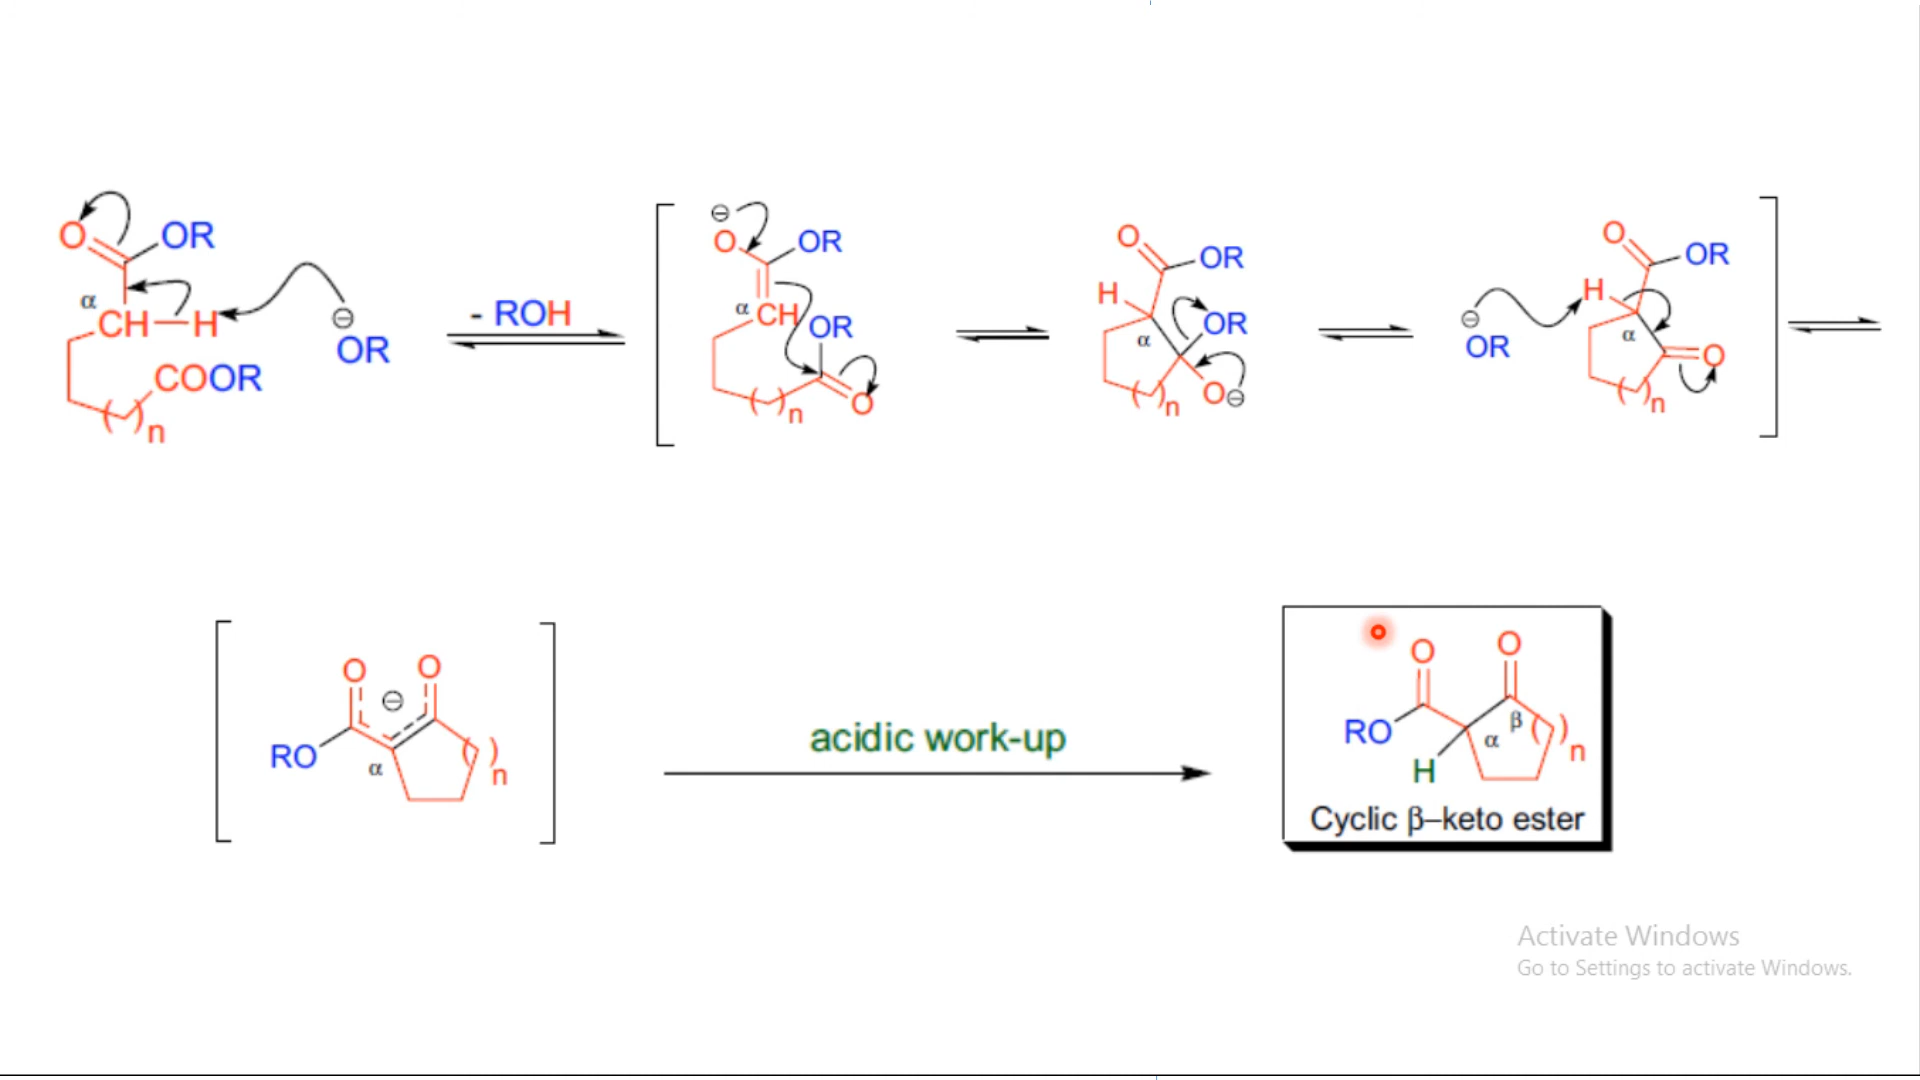 O
OR
α
CH–H
⊖
OR
COOR
( )n
- ROH
⊖
O
OR
α
CH
OR
( )n
O
O
OR
H
OR
α
( )n
O⊖
⊖
OR
O
OR
H
α
O
( )n
O
O
⊖
RO
α
( )n
acidic work-up
O
O
RO
β
α
( )n
H
Cyclic β–keto ester
Activate Windows
Go to Settings to activate Windows.